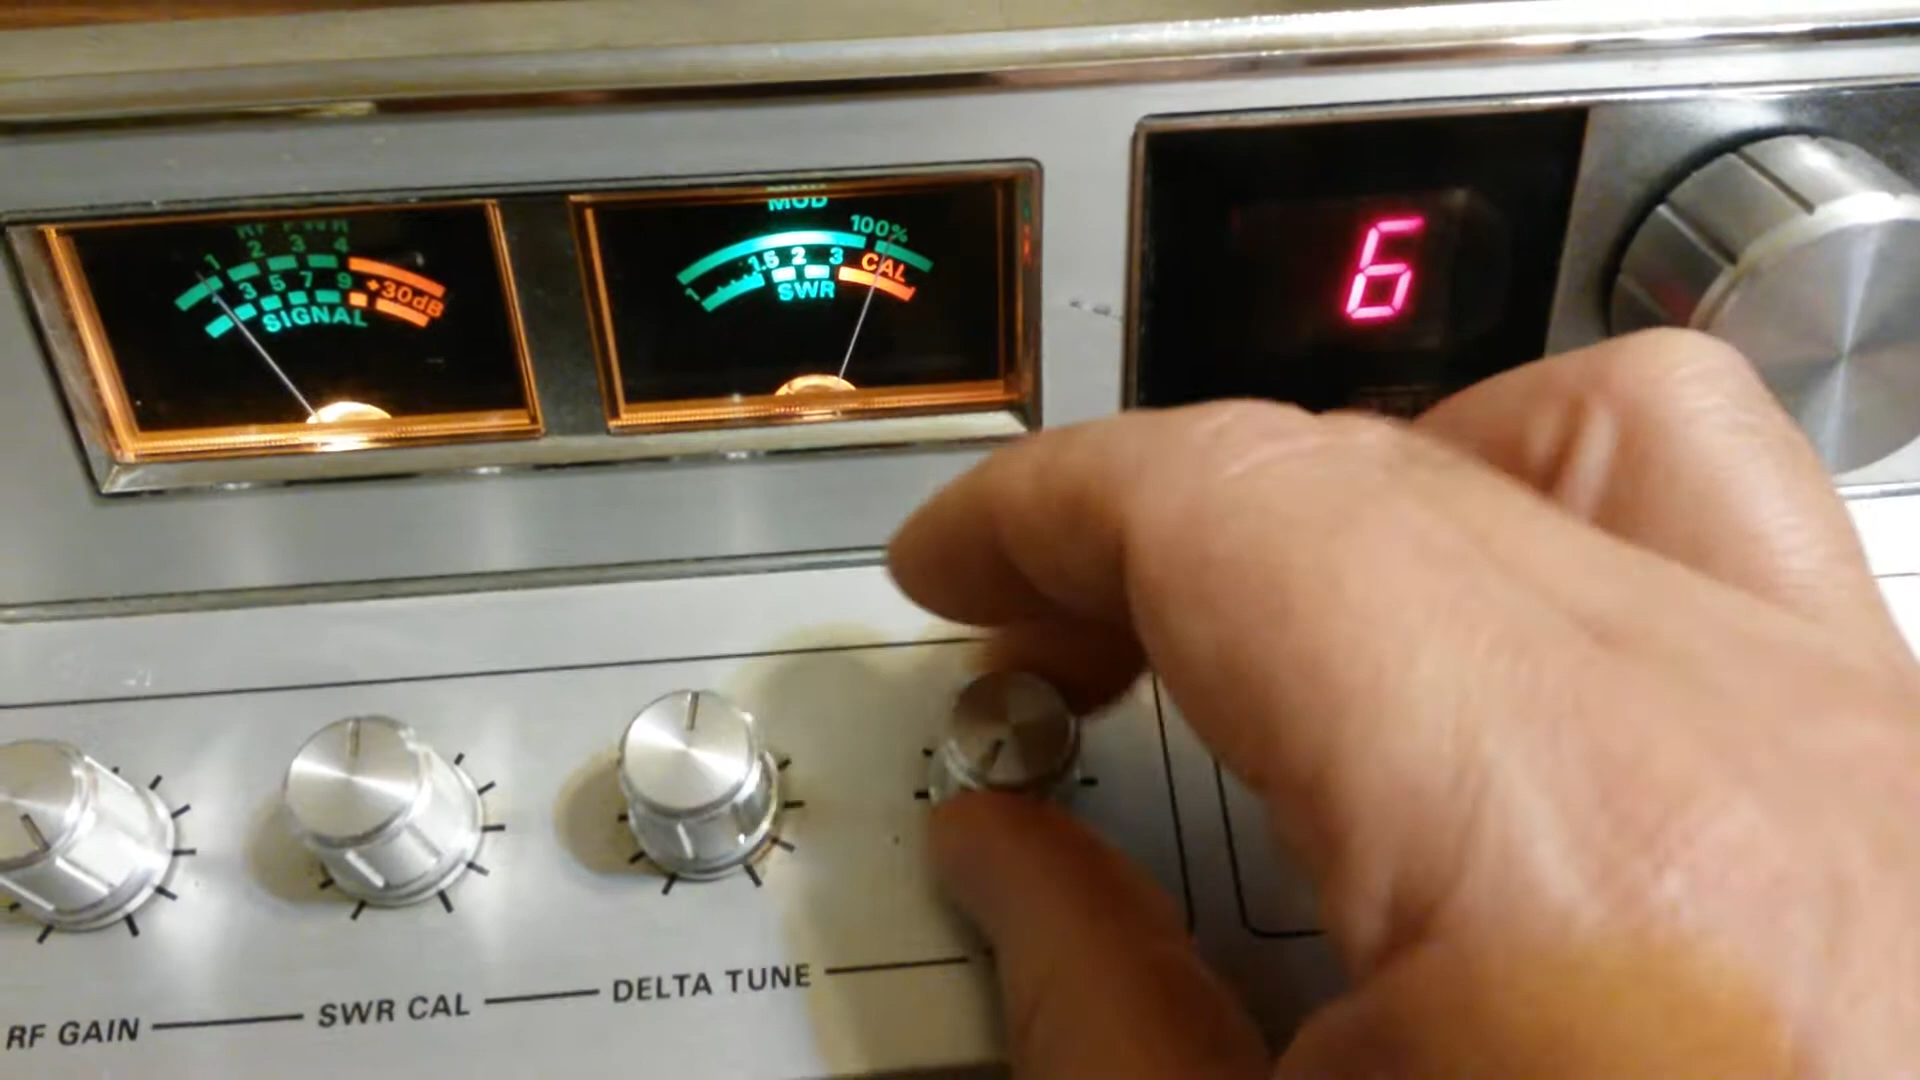 RF PWR
1 2 3 4
3 5 7 9 +30dB
SIGNAL
MOD
100%
1 1.5 2 3 CAL
SWR
6
RF GAIN
SWR CAL
DELTA TUNE